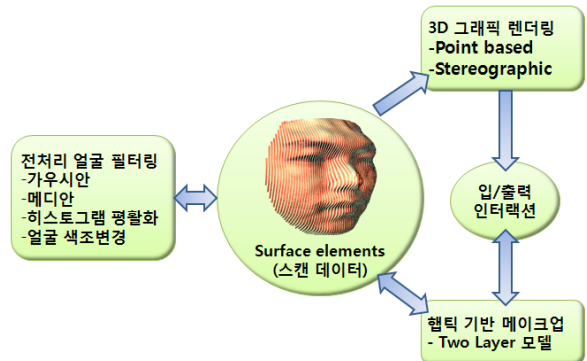 전처리 얼굴 필터링
-가우시안
-메디안
-히스토그램 평활화
-얼굴 색조변경
Surface elements
(스캔 데이터)
3D 그래픽 렌더링
-Point based
-Stereographic
입/출력
인터랙션
햅틱 기반 메이크업
- Two Layer 모델